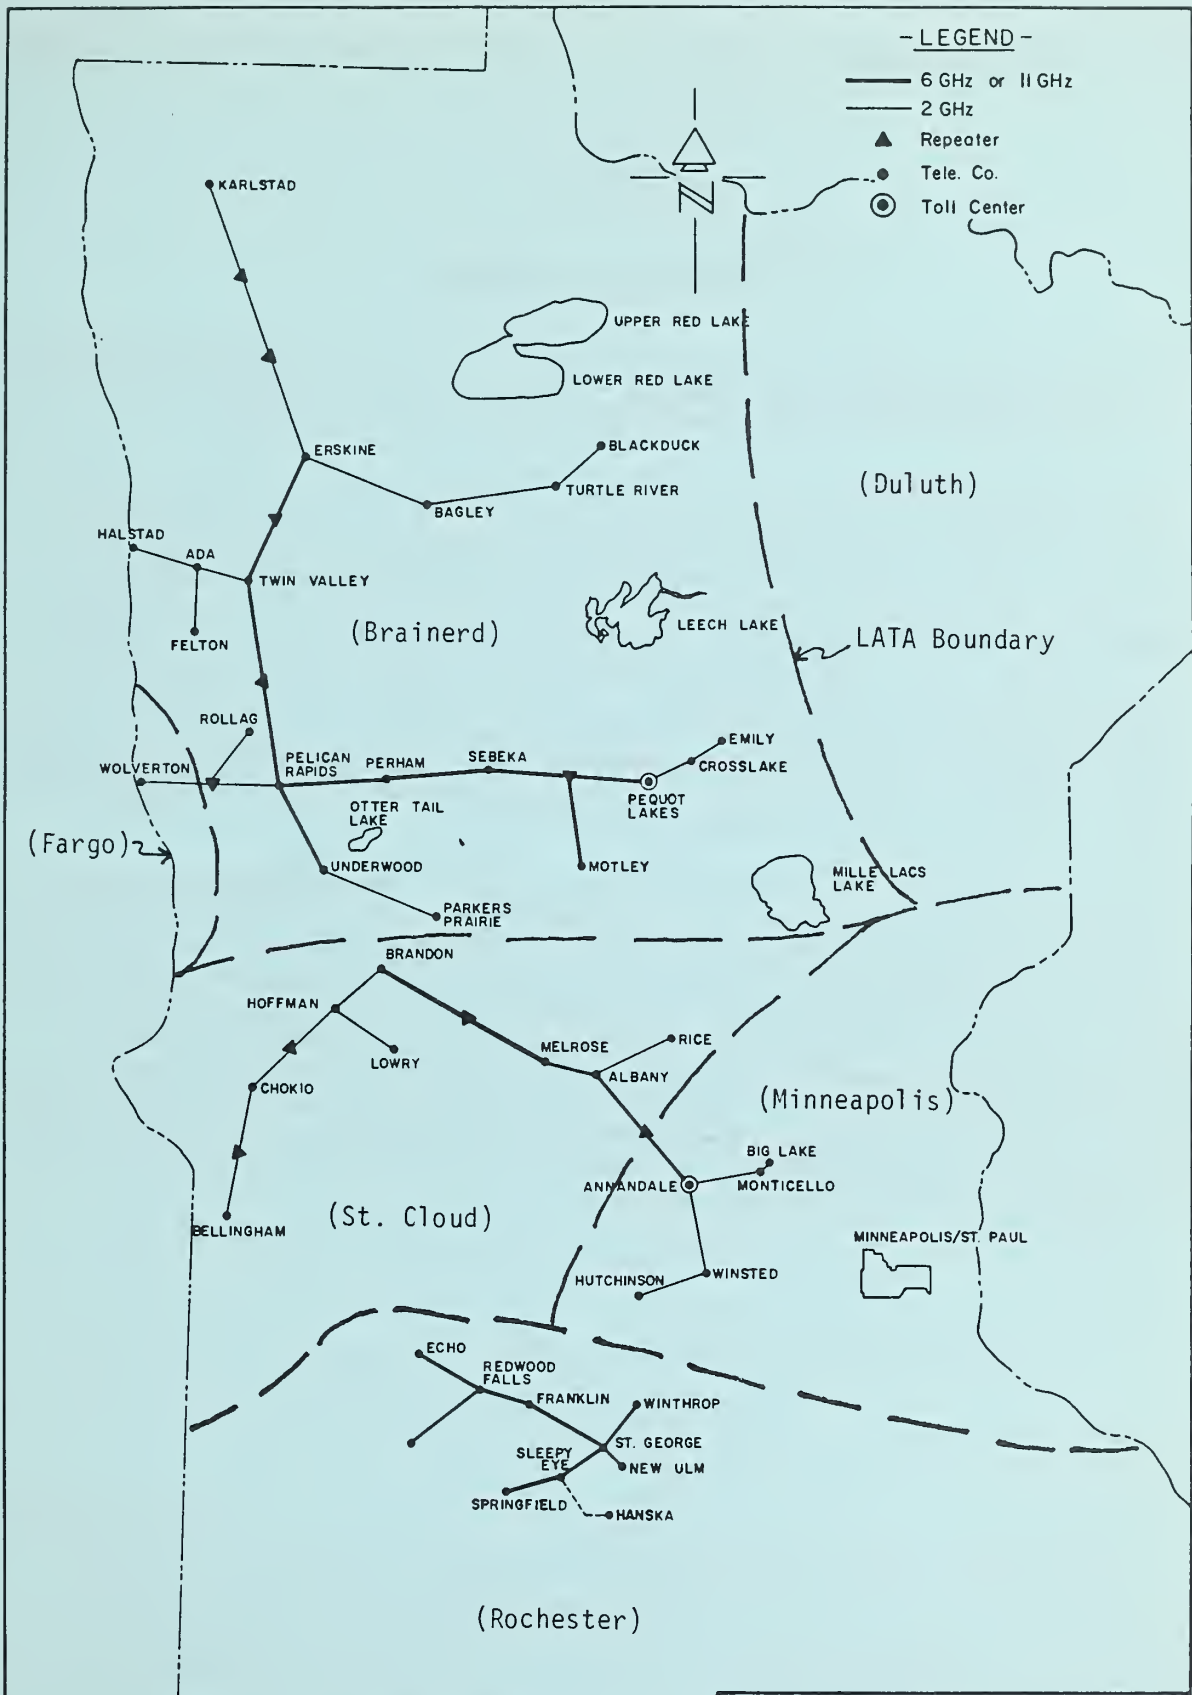 -LEGEND-
6 GHz or 11 GHz
2 GHz
Repeater
Tele. Co.
Toll Center
N
KARLSTAD
UPPER RED LAKE
LOWER RED LAKE
ERSKINE
BLACKDUCK
TURTLE RIVER
BAGLEY
(Duluth)
HALSTAD
ADA
TWIN VALLEY
FELTON
(Brainerd)
LEECH LAKE
LATA Boundary
ROLLAG
WOLVERTON
PELICAN
RAPIDS
PERHAM
SEBEKA
EMILY
CROSSLAKE
PEQUOT
LAKES
OTTER TAIL
LAKE
(Fargo)
UNDERWOOD
MOTLEY
MILLE LACS
LAKE
PARKERS
PRAIRIE
BRANDON
HOFFMAN
LOWRY
MELROSE
RICE
ALBANY
CHOKIO
(Minneapolis)
BIG LAKE
ANNANDALE
MONTICELLO
BELLINGHAM
(St. Cloud)
MINNEAPOLIS/ST. PAUL
HUTCHINSON
WINSTED
ECHO
REDWOOD
FALLS
FRANKLIN
WINTHROP
ST. GEORGE
SLEEPY
EYE
NEW ULM
SPRINGFIELD
HANSKA
(Rochester)